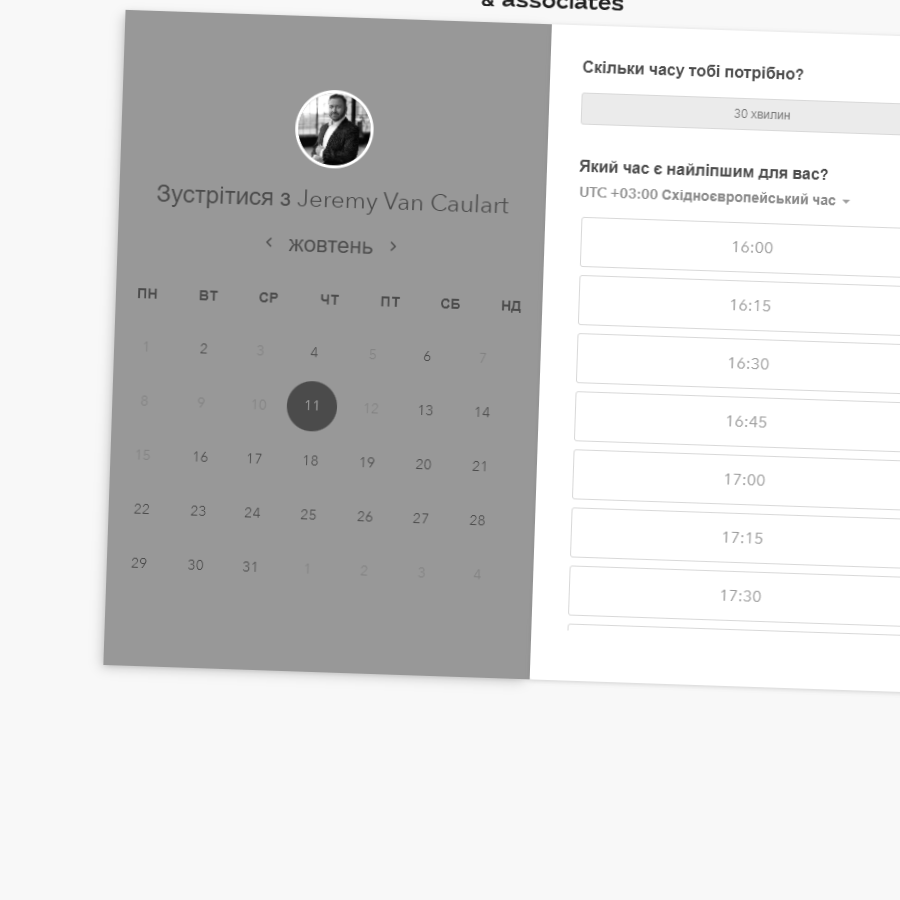 & associates
Зустрітися з Jeremy Van Caulart
жовтень
ПН ВТ СР ЧТ ПТ СБ НД
1 2 3 4 5 6 7
8 9 10 11 12 13 14
15 16 17 18 19 20 21
22 23 24 25 26 27 28
29 30 31 1 2 3 4
Скільки часу тобі потрібно?
30 хвилин
Який час є найліпшим для вас?
UTC +03:00 Східноєвропейський час
16:00
16:15
16:30
16:45
17:00
17:15
17:30